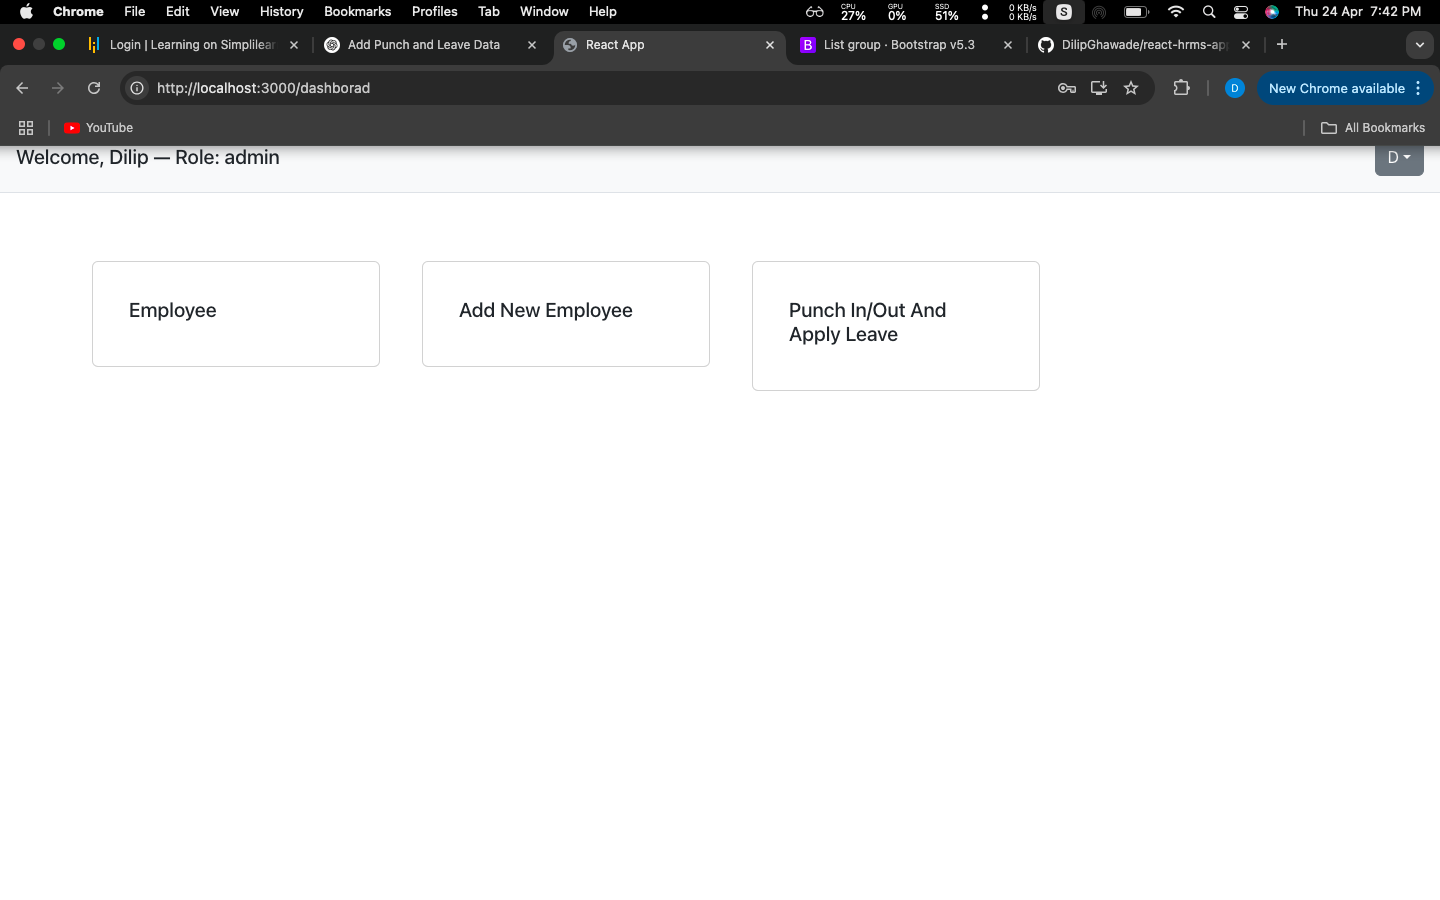 Chrome File Edit View History Bookmarks Profiles Tab Window Help CPU 27% GPU 0% SSD 51% 0 KB/s 0 KB/s S Thu 24 Apr 7:42 PM
Login | Learning on Simplilear Add Punch and Leave Data React App B List group · Bootstrap v5.3 DilipGhawade/react-hrms-ap
http://localhost:3000/dashborad D New Chrome available
YouTube All Bookmarks
Welcome, Dilip — Role: admin D
Employee
Add New Employee
Punch In/Out And
Apply Leave